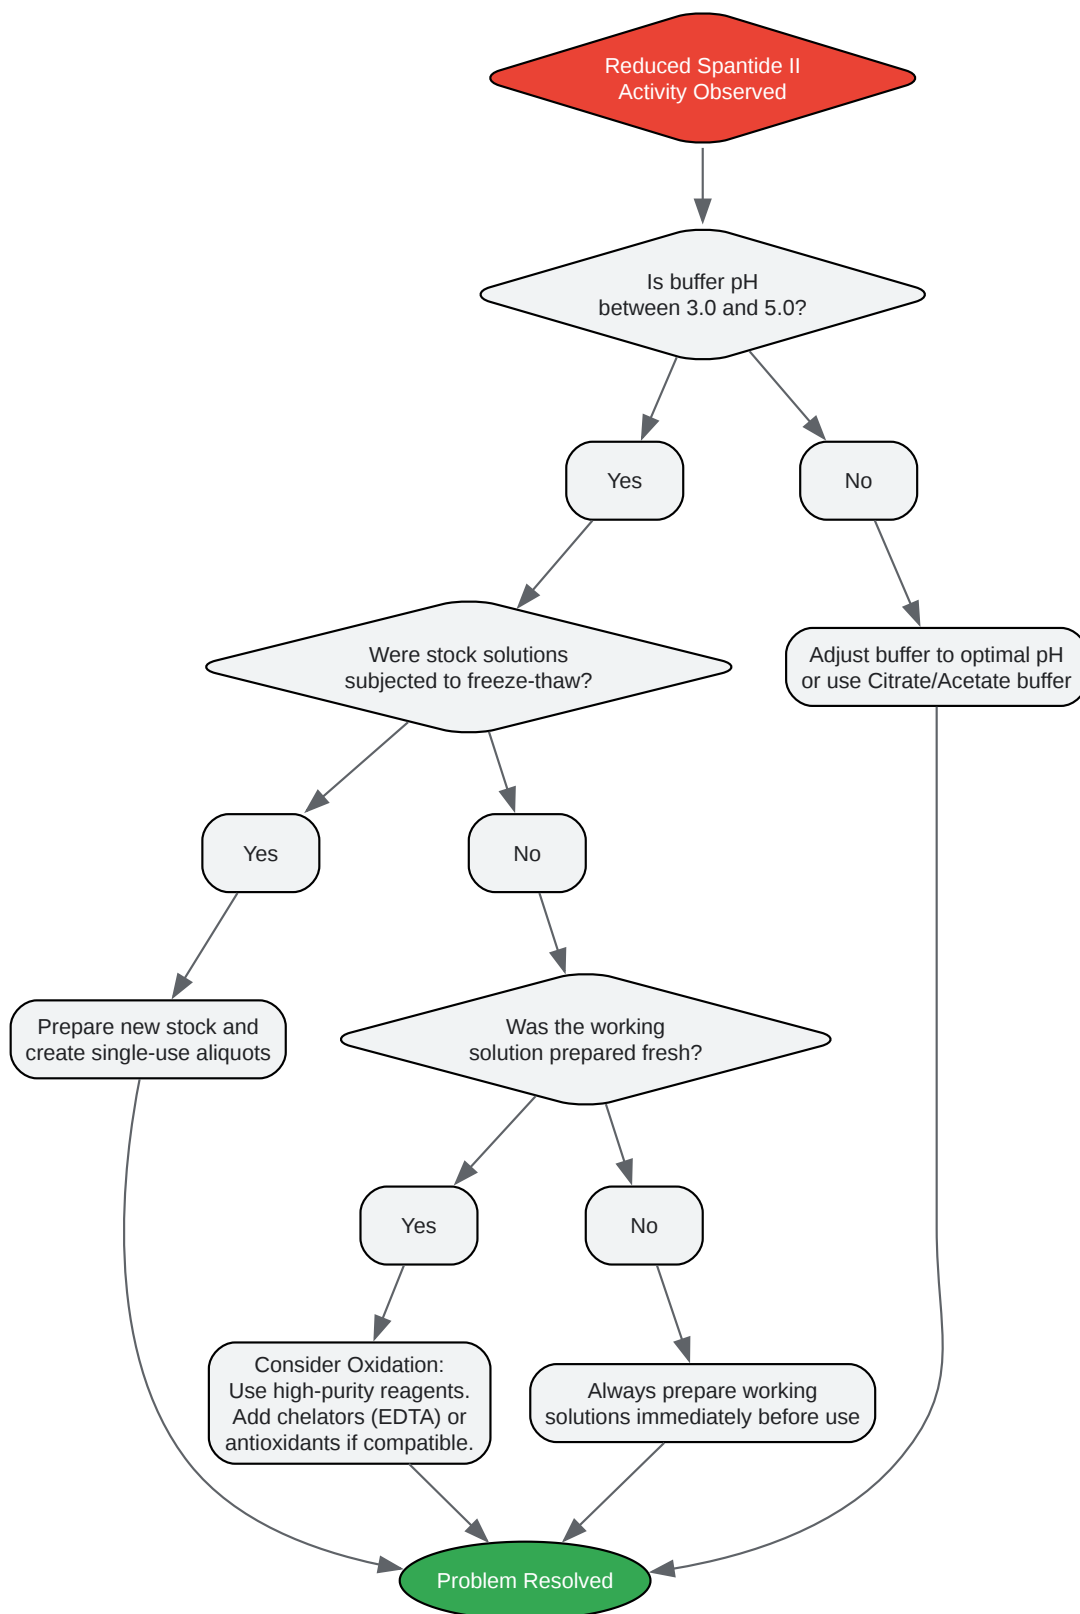 Reduced Spantide II
Activity Observed
Is buffer pH
between 3.0 and 5.0?
Yes
No
Were stock solutions
subjected to freeze-thaw?
Adjust buffer to optimal pH
or use Citrate/Acetate buffer
Yes
No
Prepare new stock and
create single-use aliquots
Was the working
solution prepared fresh?
Yes
No
Consider Oxidation:
Use high-purity reagents.
Add chelators (EDTA) or
antioxidants if compatible.
Always prepare working
solutions immediately before use
Problem Resolved